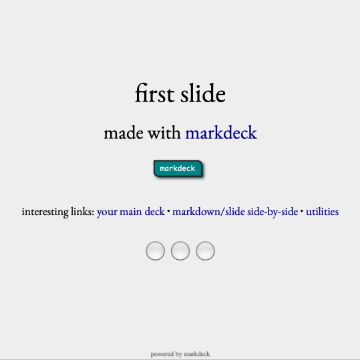 first slide
made with markdeck
markdeck
interesting links: your main deck • markdown/slide side-by-side • utilities
powered by markdeck